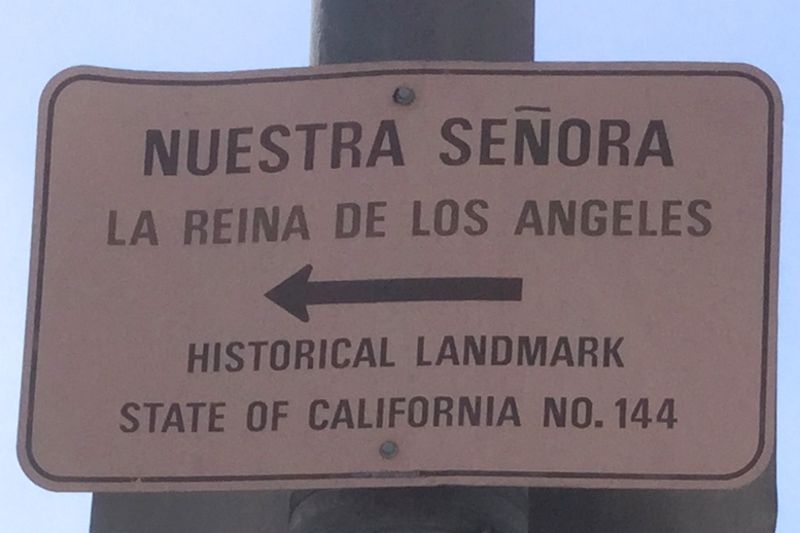 NUESTRA SEÑORA
LA REINA DE LOS ANGELES
HISTORICAL LANDMARK
STATE OF CALIFORNIA NO. 144